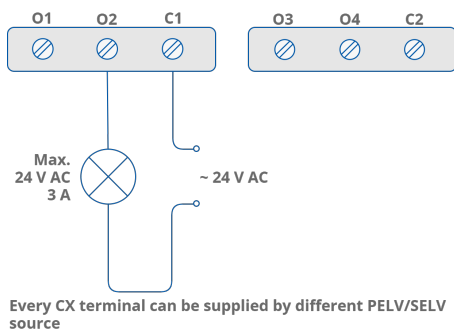 O1 O2 C1 O3 O4 C2
Max.
24 V AC
3 A
~ 24 V AC
Every CX terminal can be supplied by different PELV/SELV
source